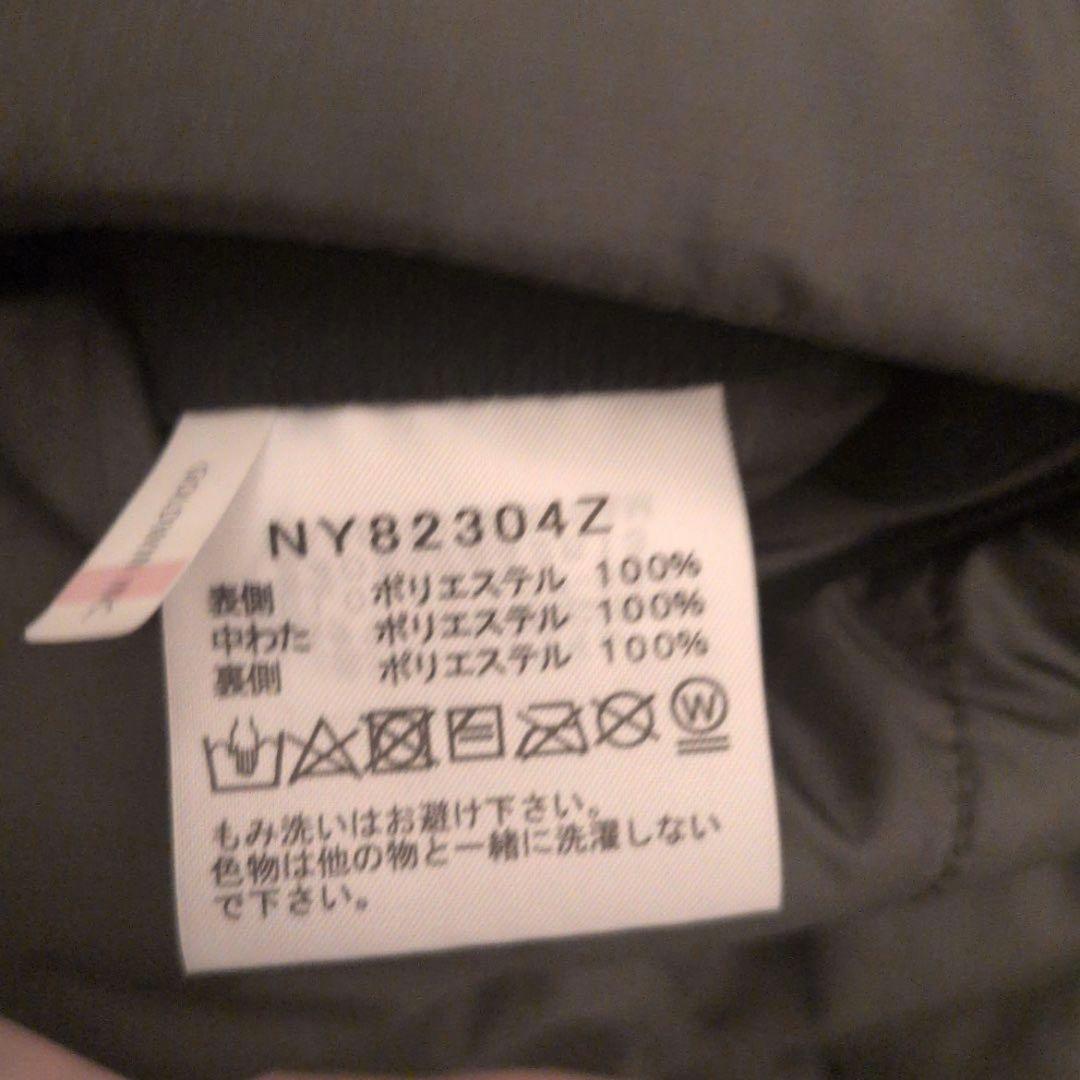 GOLDWIN
NY82304Z
表側 ポリエステル 100%
中わた ポリエステル 100%
裏側 ポリエステル 100%
W
もみ洗いはお避け下さい。
色物は他の物と一緒に洗濯しない
で下さい。